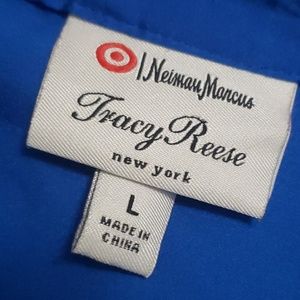 Neiman Marcus
Tracy Reese
new york
L
MADE IN
CHINA